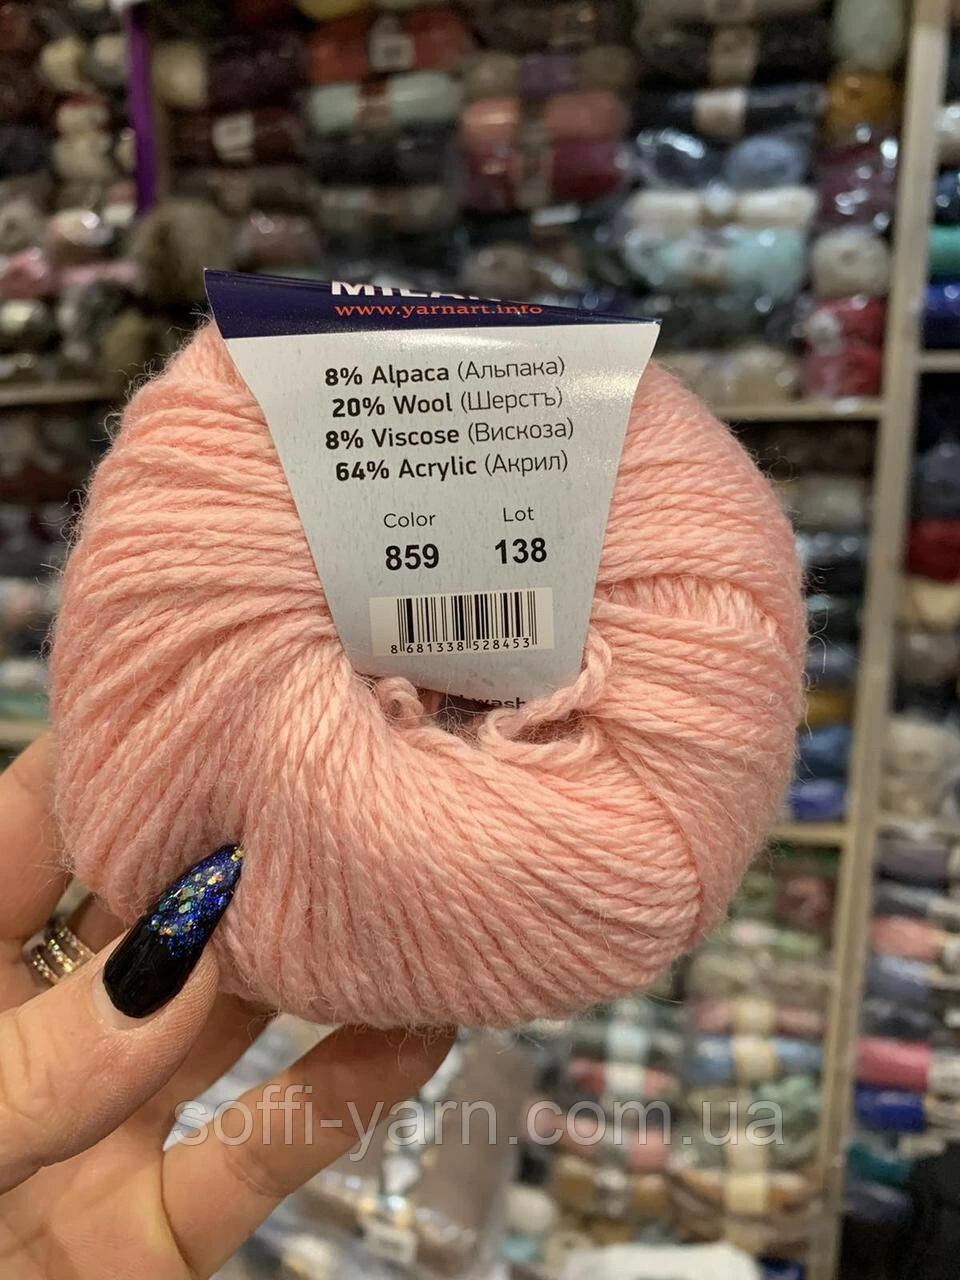 www.yarnart.info
8% Alpaca (Альпака)
20% Wool (Шерстъ)
8% Viscose (Вискоза)
64% Acrylic (Акрил)
Color Lot
859 138
8 681338 528453
soffi-yarn.com.ua